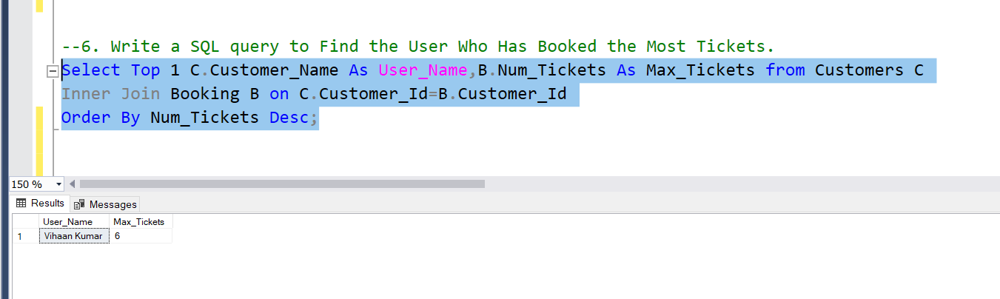 --6. Write a SQL query to Find the User Who Has Booked the Most Tickets.
Select Top 1 C.Customer_Name As User_Name,B.Num_Tickets As Max_Tickets from Customers C
Inner Join Booking B on C.Customer_Id=B.Customer_Id
Order By Num_Tickets Desc;
150 %
Results Messages
User_Name Max_Tickets
1 Vihaan Kumar 6